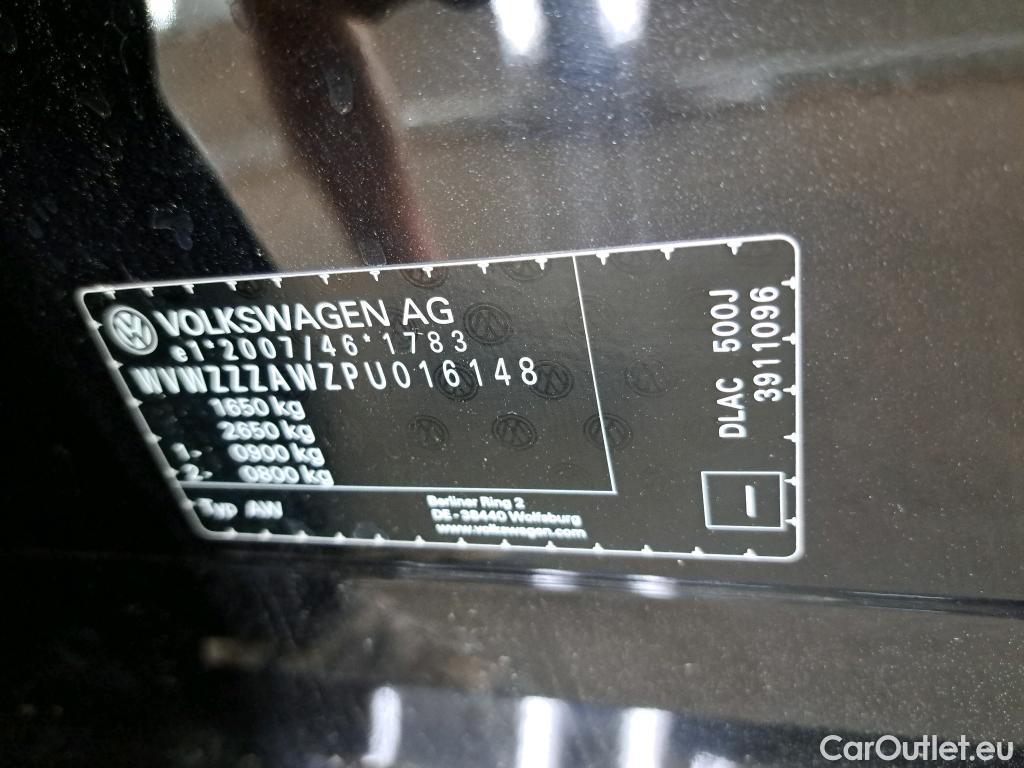 VOLKSWAGEN AG
e1*2007/46*1783
WVWZZZAWZPU016148
1650 kg
2650 kg
1.- 0900 kg
2.- 0800 kg
Typ AW
Berliner Ring 2
DE - 38440 Wolfsburg
www.volkswagen.com
DLAC 500J
3911096
CarOutlet.eu